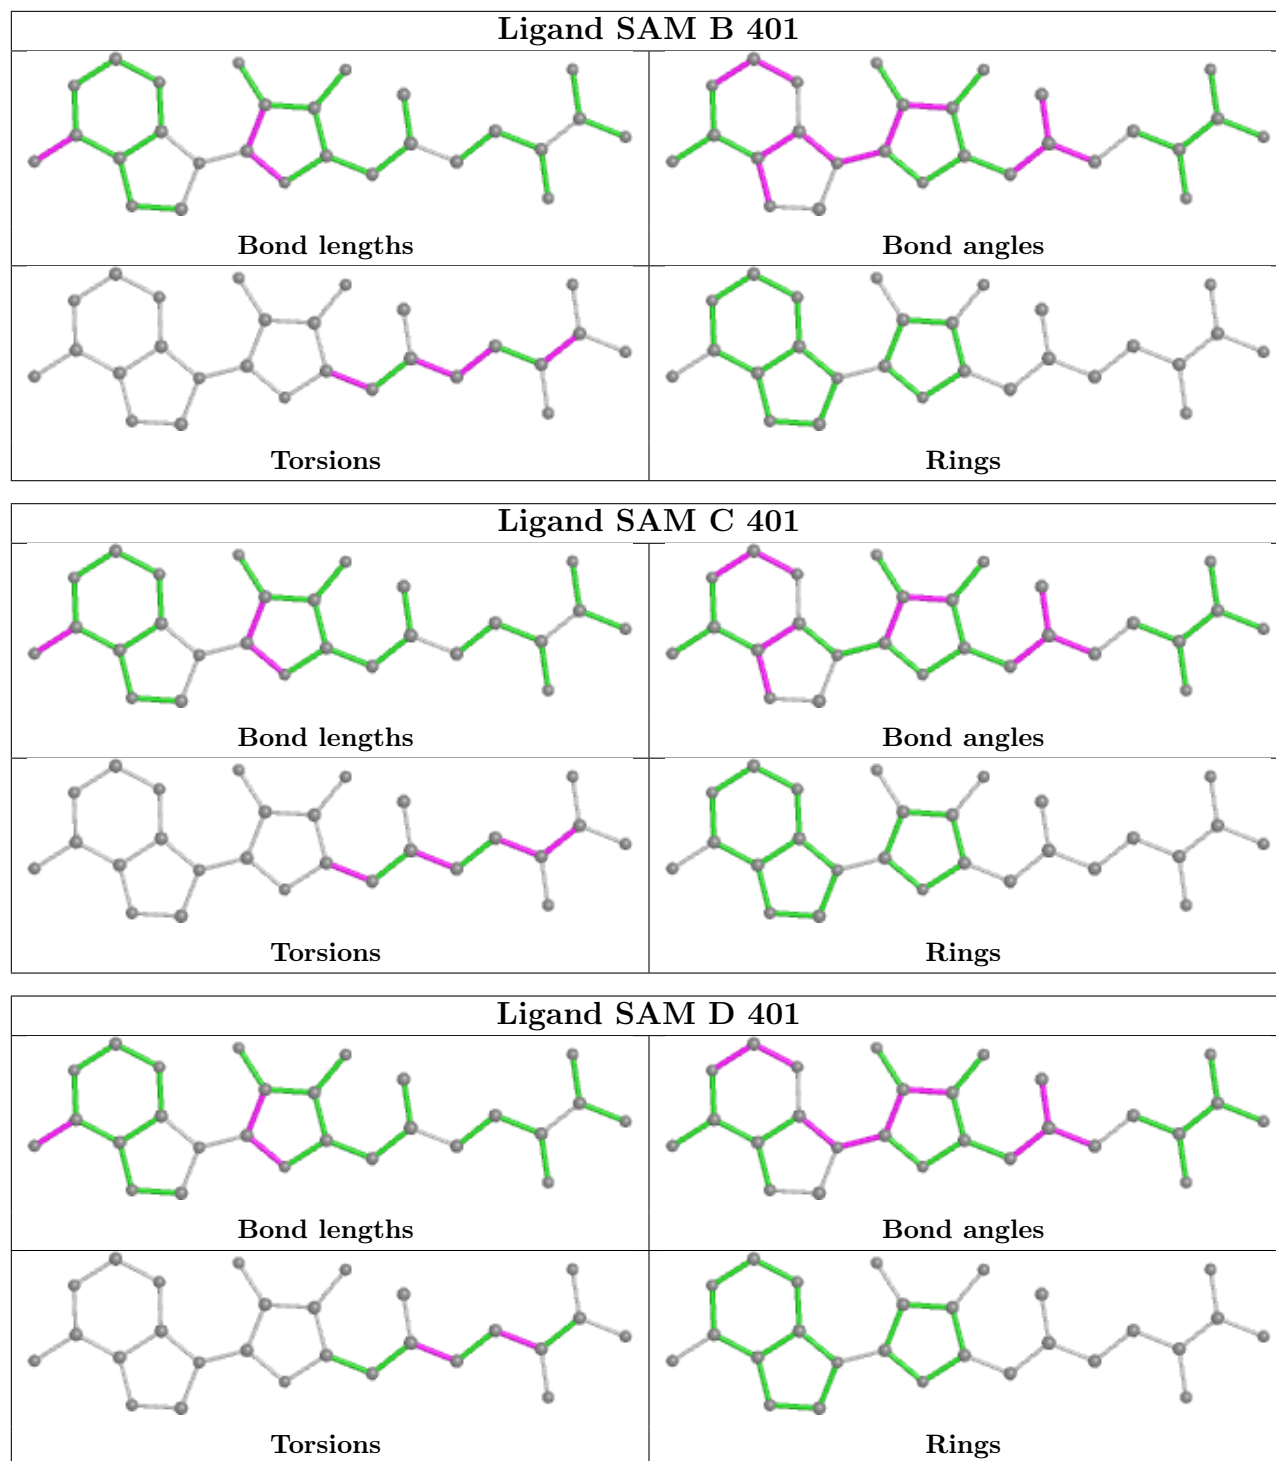 Ligand SAM B 401
Bond lengths
Bond angles
Torsions
Rings
Ligand SAM C 401
Bond lengths
Bond angles
Torsions
Rings
Ligand SAM D 401
Bond lengths
Bond angles
Torsions
Rings